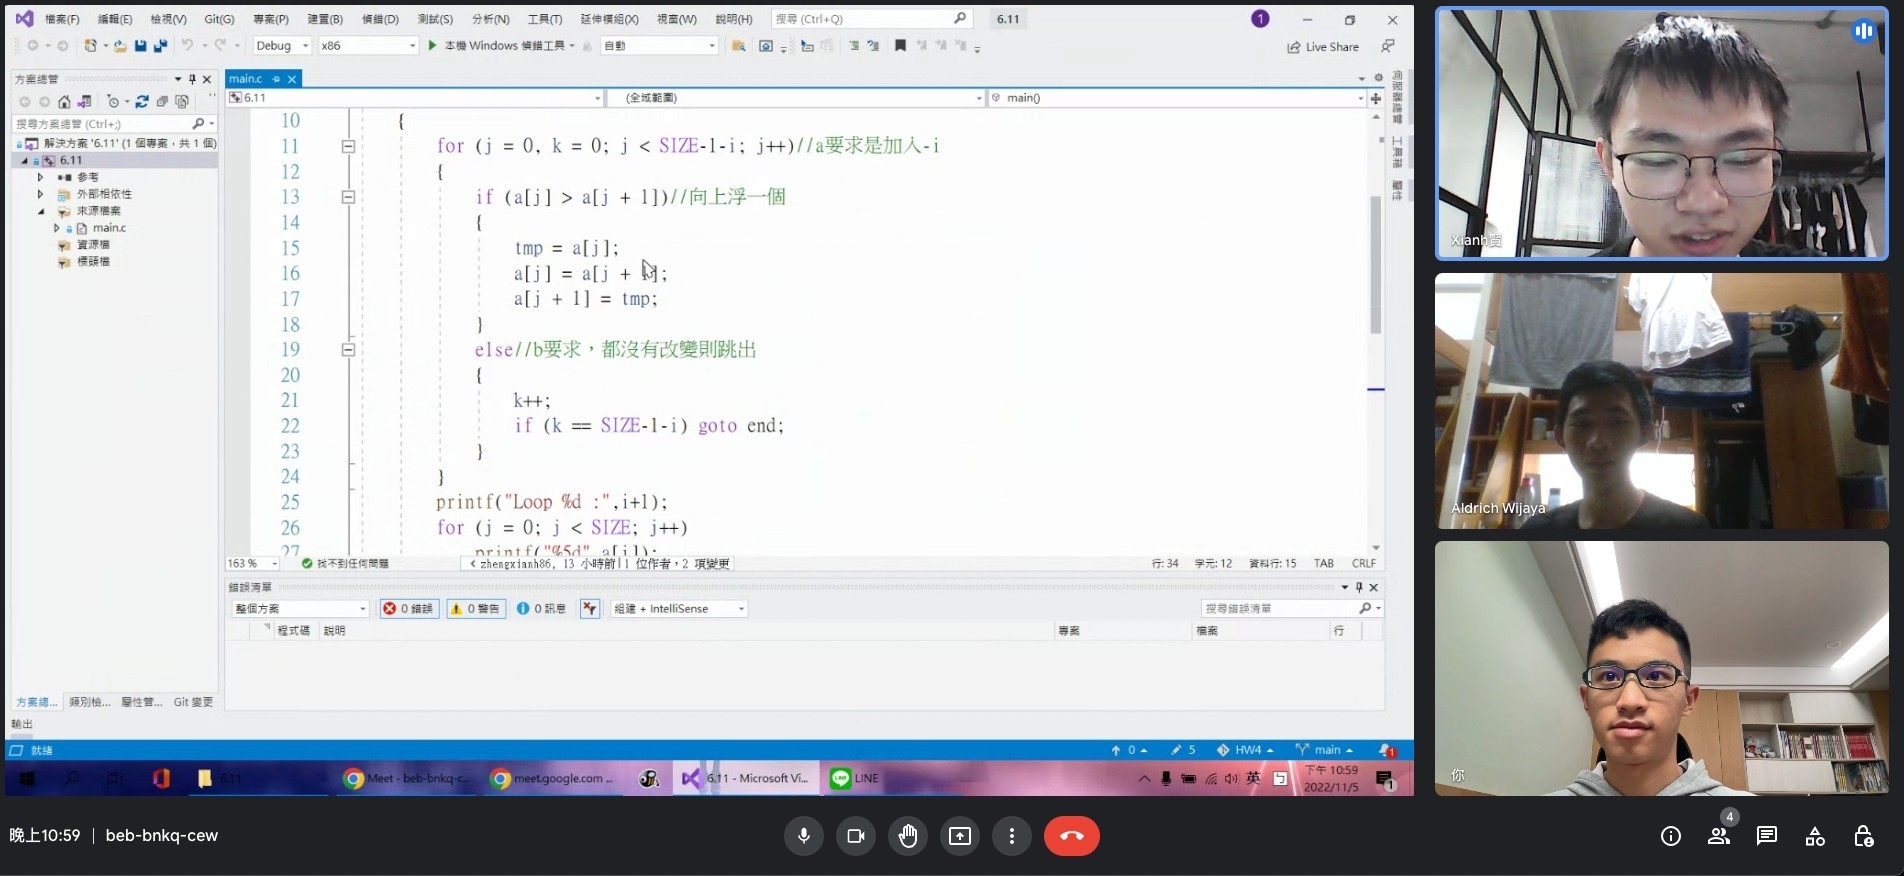 檔案(F) 編輯(E) 檢視(V) Git(G) 專案(P) 建置(B) 偵錯(D) 測試(S) 分析(N) 工具(T) 延伸模組(X) 視窗(W) 說明(H) 搜尋 (Ctrl+Q) 6.11 1
Debug x86 本機 Windows 偵錯工具 自動 Live Share
方案總管
搜尋方案總管 (Ctrl+;)
解決方案 '6.11' (1 個專案，共 1 個)
6.11
參考
外部相依性
來源檔案
main.c
資源檔
標頭檔
方案總... 類別檢... 屬性管... Git 變更
輸出
main.c
6.11 (全域範圍) main()
10 {
11 for (j = 0, k = 0; j < SIZE-1-i; j++)//a要求是加入-i
12 {
13 if (a[j] > a[j + 1])//向上浮一個
14 {
15 tmp = a[j];
16 a[j] = a[j + 1];
17 a[j + 1] = tmp;
18 }
19 else//b要求，都沒有改變則跳出
20 {
21 k++;
22 if (k == SIZE-1-i) goto end;
23 }
24 }
25 printf("Loop %d :",i+1);
26 for (j = 0; j < SIZE; j++)
27 printf("%5d",a[j]);
163 % 找不到任何問題 zhengxianh86, 13 小時前|1 位作者，2 項變更 行: 34 字元: 12 資料行: 15 TAB CRLF
錯誤清單
整個方案 0 錯誤 0 警告 0 訊息 組建 + IntelliSense 搜尋錯誤清單
程式碼 說明 專案 檔案 行
伺服器總管
工具箱
屬性
就緒 0 5 HW4 main 1
6.11 Meet - beb-bnkq-c... meet.google.com ... 6.11 - Microsoft Vi... LINE 英 下午 10:59
2022/11/5 1
Xianh賢
Aldrich Wijaya
你
晚上10:59 | beb-bnkq-cew 4